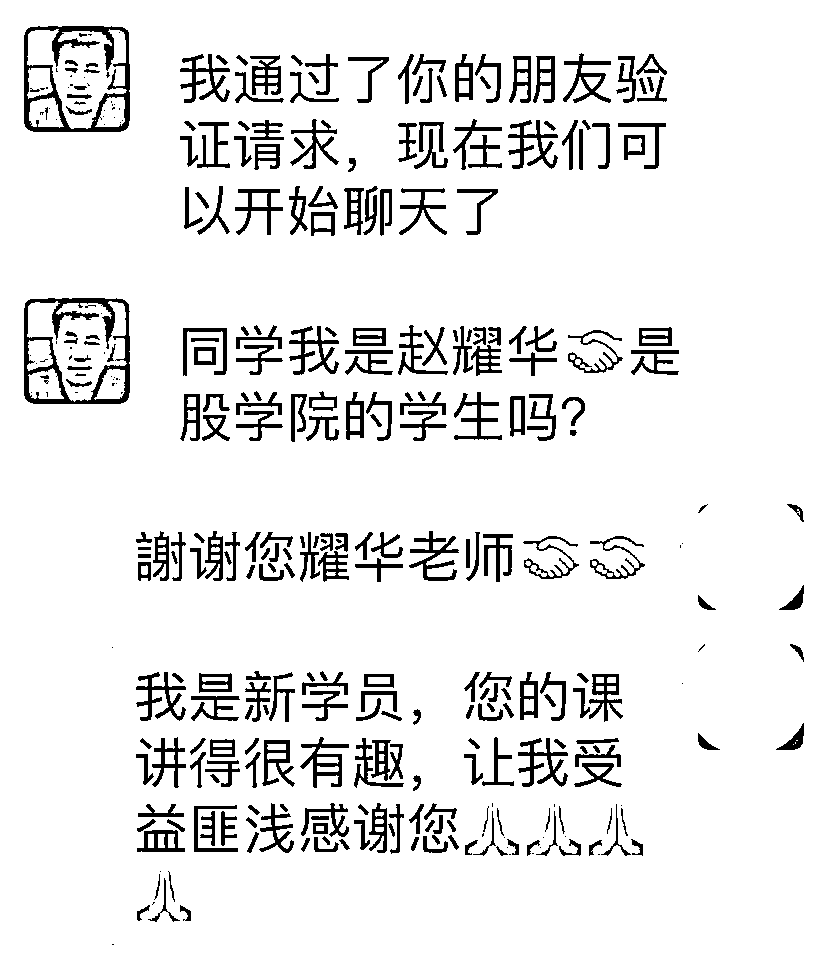 我通过了你的朋友验
证请求，现在我们可
以开始聊天了
同学我是赵耀华🤝是
股学院的学生吗？
謝谢您耀华老师🤝🤝
我是新学员，您的课
讲得很有趣，让我受
益匪浅感谢您🙏🙏🙏
🙏